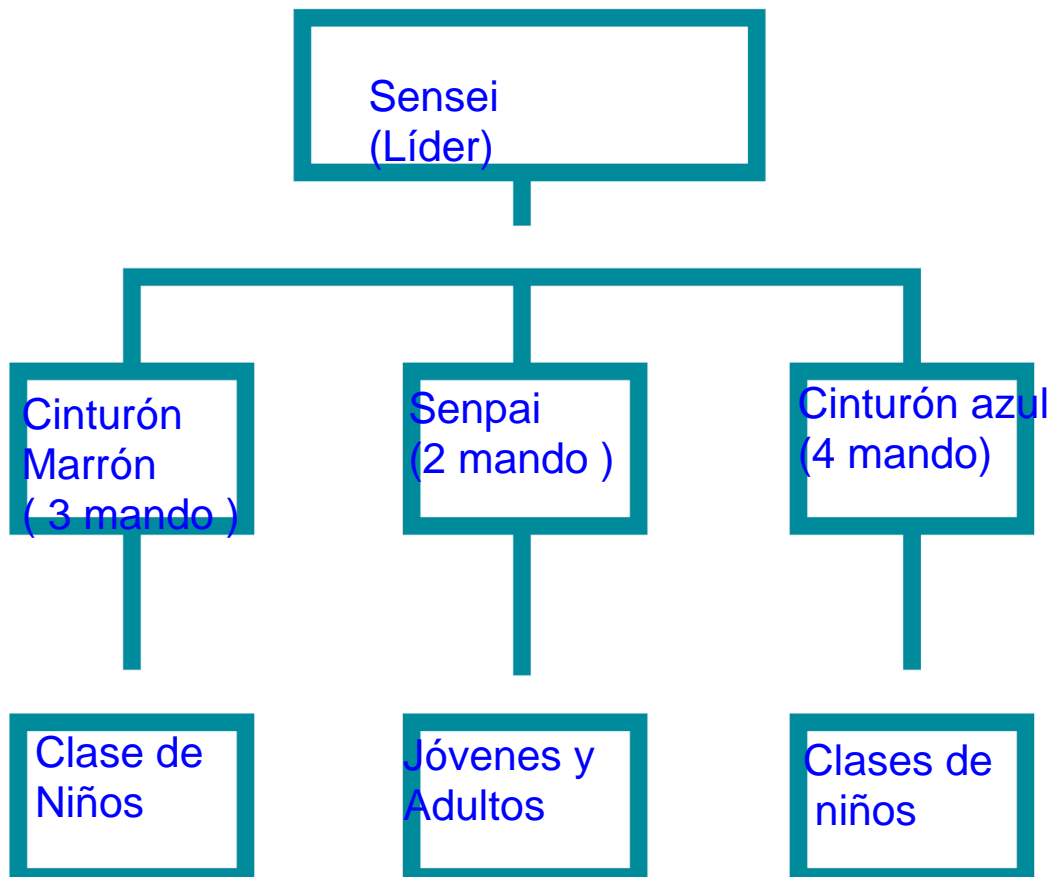 Sensei
(Líder)
Cinturón
Marrón
( 3 mando )
Senpai
(2 mando )
Cinturón azul
(4 mando)
Clase de
Niños
Jóvenes y
Adultos
Clases de
niños